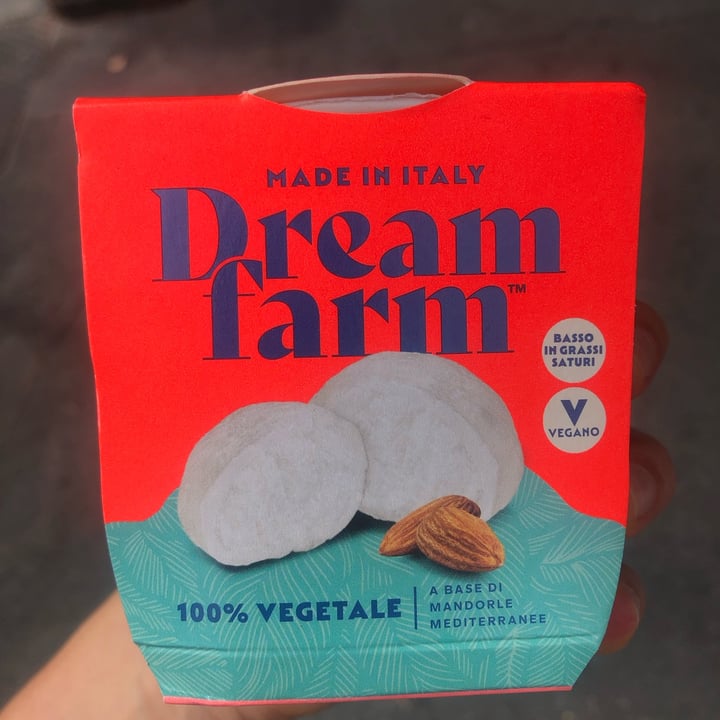 MADE IN ITALY
Dream
farm™
BASSO
IN GRASSI
SATURI
V
VEGANO
100% VEGETALE
A BASE DI
MANDORLE
MEDITERRANEE